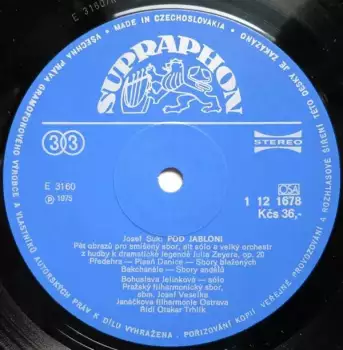 VŠECHNA PRÁVA GRAMOFONOVÉHO VÝROBCE A VLASTNÍKŮ AUTORSKÝCH PRÁV K DÍLU VYHRAŽENA. POŘIZOVÁNÍ KOPIÍ VEŘEJNÉ PROVOZOVÁNÍ A ROZHLASOVÉ ŠÍŘENÍ TÉTO DESKY JE ZAKÁZÁNO
• MADE IN CZECHOSLOVAKIA •
SUPRAPHON
33
STEREO
E 3160
Ⓟ 1975
OSA
1 12 1678
Kčs 36,-
Josef Suk: POD JABLONÍ
Pět obrazů pro smíšený sbor, alt sólo a velký orchestr
z hudby k dramatické legendě Julia Zeyera, op. 20
Předehra — Píseň Danice — Sbory blažených
Bakchanále — Sbory andělů
Bohuslava Jelínková — sólo
Pražský filharmonický sbor,
sbm. Josef Veselka
Janáčkova filharmonie Ostrava
Řídí Otakar Trhlík